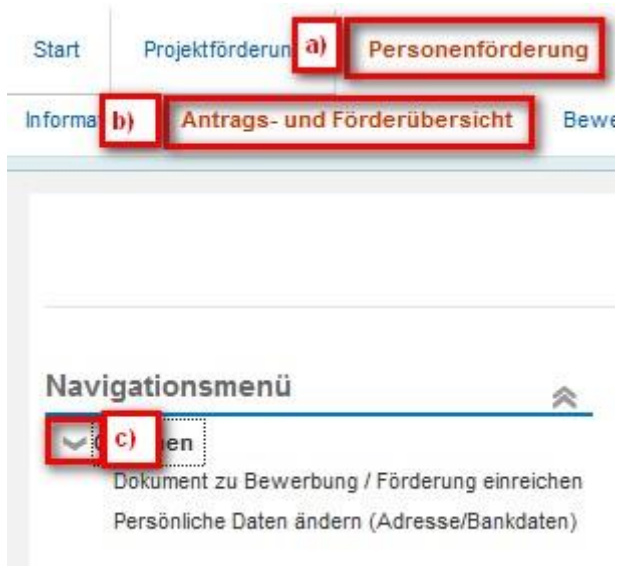 Start Projektförderun a) Personenförderung
Informa b) Antrags- und Förderübersicht Bewe
Navigationsmenü
c) en
Dokument zu Bewerbung / Förderung einreichen
Persönliche Daten ändern (Adresse/Bankdaten)